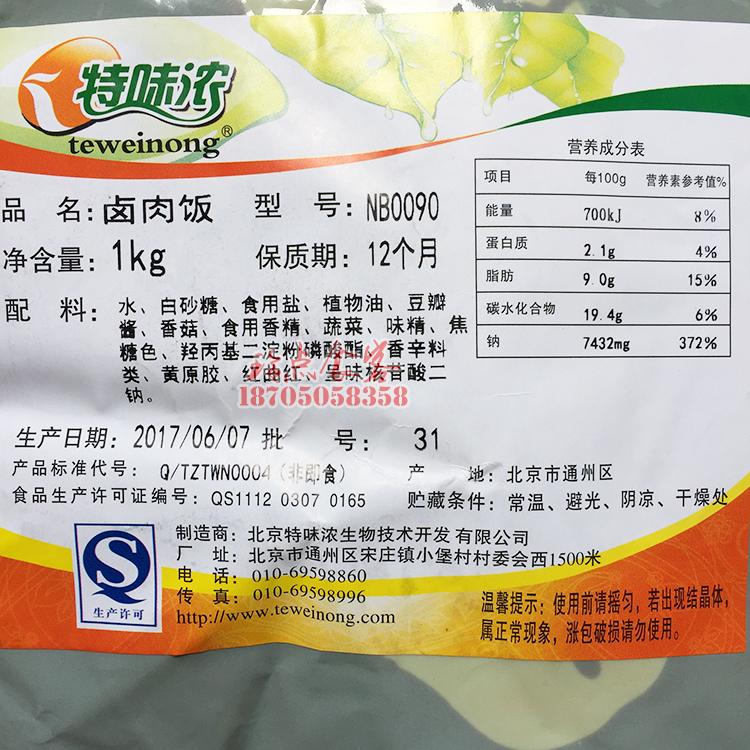 特味浓
teweinong®
品 名: 卤肉饭 型 号: NB0090
净含量: 1kg 保质期: 12个月
配 料: 水、白砂糖、食用盐、植物油、豆瓣
酱、香菇、食用香精、蔬菜、味精、焦
糖色、羟丙基二淀粉磷酸酯、香辛料
类、黄原胶、红曲红、呈味核苷酸二
钠。
18705058358
营养成分表
项目 每100g 营养素参考值%
能量 700kJ 8%
蛋白质 2.1g 4%
脂肪 9.0g 15%
碳水化合物 19.4g 6%
钠 7432mg 372%
生产日期: 2017/06/07 批 号: 31
产品标准代号: Q/TZTWN0004 (非即食) 产 地: 北京市通州区
食品生产许可证编号: QS1112 0307 0165 贮藏条件: 常温、避光、阴凉、干燥处
生产许可
制造商: 北京特味浓生物技术开发有限公司
厂 址: 北京市通州区宋庄镇小堡村村委会西1500米
电 话: 010-69598860
传 真: 010-69598996
http://www.teweinong.com
温馨提示: 使用前请摇匀, 若出现结晶体,
属正常现象, 涨包破损请勿使用。